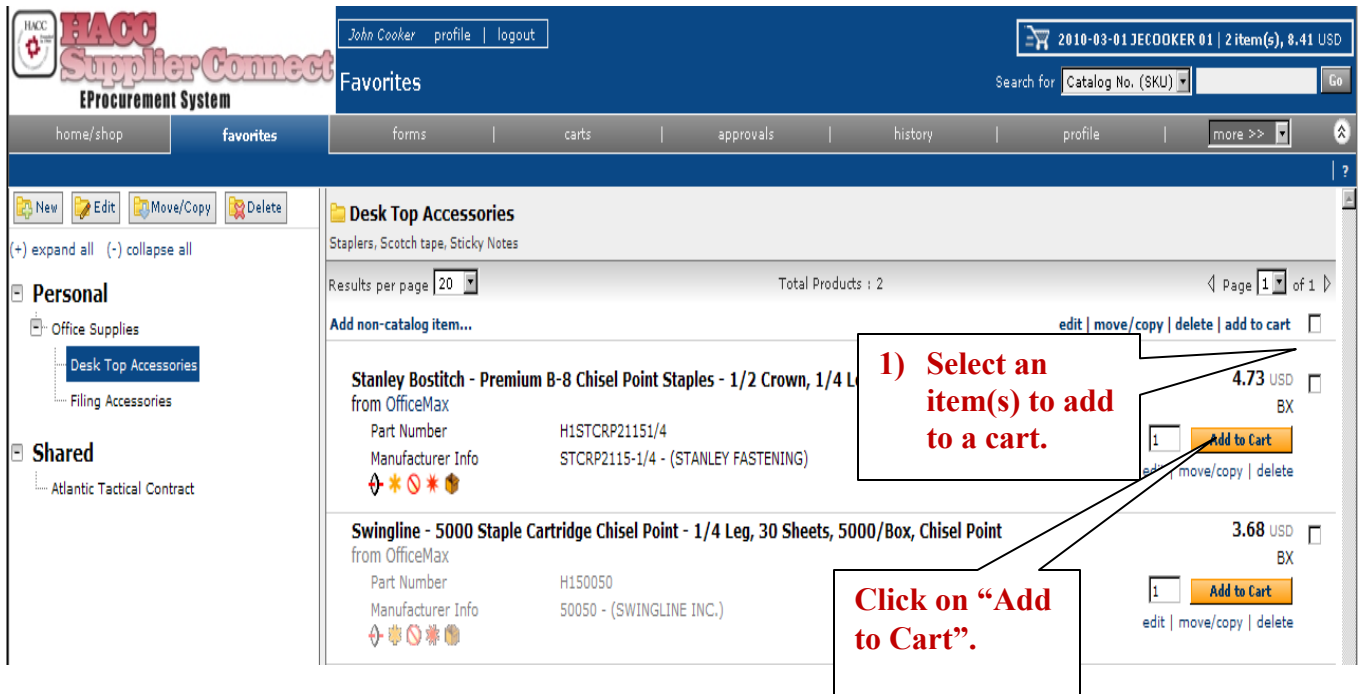 HACC
HACC
Supplier Connect
EProcurement System
John Cooker profile | logout
2010-03-01 JECOOKER 01 | 2 item(s), 8.41 USD
Favorites
Search for Catalog No. (SKU) Go
home/shop favorites forms | carts | approvals | history | profile | more >>
| ?
New Edit Move/Copy Delete
(+) expand all (-) collapse all
Personal
Office Supplies
Desk Top Accessories
Filing Accessories
Shared
Atlantic Tactical Contract
Desk Top Accessories
Staplers, Scotch tape, Sticky Notes
Results per page 20 Total Products : 2 Page 1 of 1
Add non-catalog item... edit | move/copy | delete | add to cart
Stanley Bostitch - Premium B-8 Chisel Point Staples - 1/2 Crown, 1/4 4.73 USD
from OfficeMax BX
Part Number H1STCRP21151/4 1 Add to Cart
Manufacturer Info STCRP2115-1/4 - (STANLEY FASTENING) edit | move/copy | delete
1) Select an
item(s) to add
to a cart.
Swingline - 5000 Staple Cartridge Chisel Point - 1/4 Leg, 30 Sheets, 5000/Box, Chisel Point 3.68 USD
from OfficeMax BX
Part Number H150050 1 Add to Cart
Manufacturer Info 50050 - (SWINGLINE INC.) edit | move/copy | delete
Click on “Add
to Cart”.